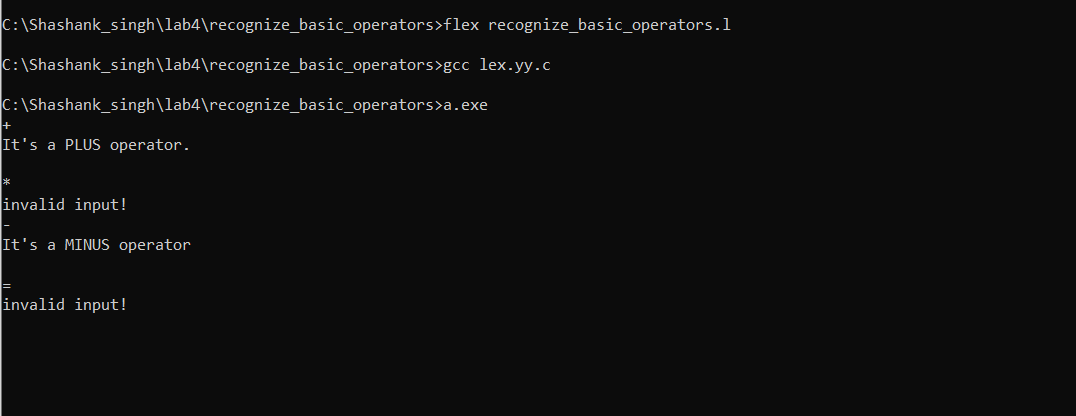 C:\Shashank_singh\lab4\recognize_basic_operators>flex recognize_basic_operators.l
C:\Shashank_singh\lab4\recognize_basic_operators>gcc lex.yy.c
C:\Shashank_singh\lab4\recognize_basic_operators>a.exe
+
It's a PLUS operator.
*
invalid input!
-
It's a MINUS operator
=
invalid input!